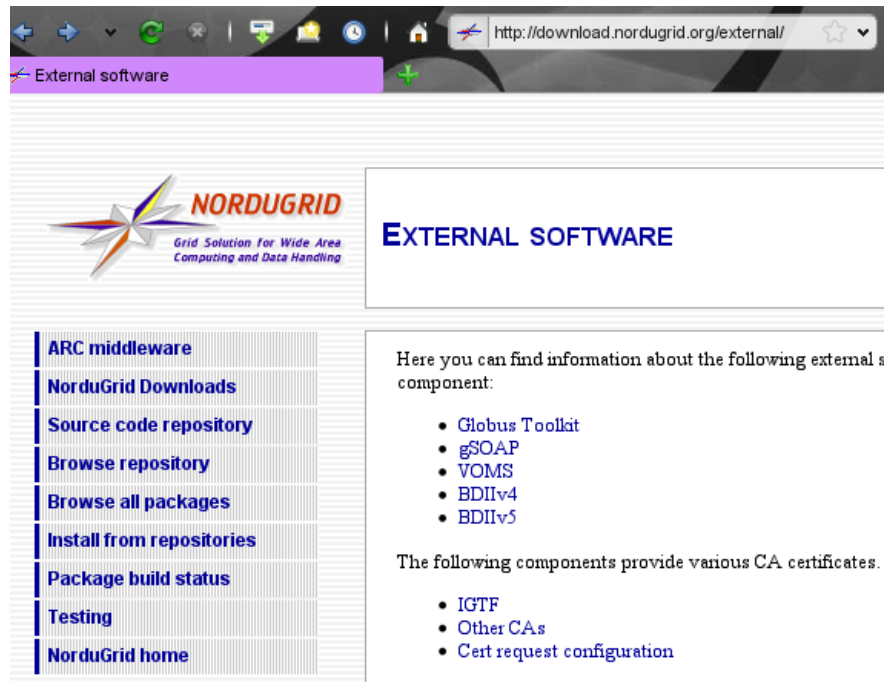 http://download.nordugrid.org/external/
External software
NORDUGRID
Grid Solution for Wide Area
Computing and Data Handling
EXTERNAL SOFTWARE
ARC middleware
NorduGrid Downloads
Source code repository
Browse repository
Browse all packages
Install from repositories
Package build status
Testing
NorduGrid home
Here you can find information about the following external s
component:
• Globus Toolkit
• gSOAP
• VOMS
• BDIIv4
• BDIIv5
The following components provide various CA certificates.
• IGTF
• Other CAs
• Cert request configuration